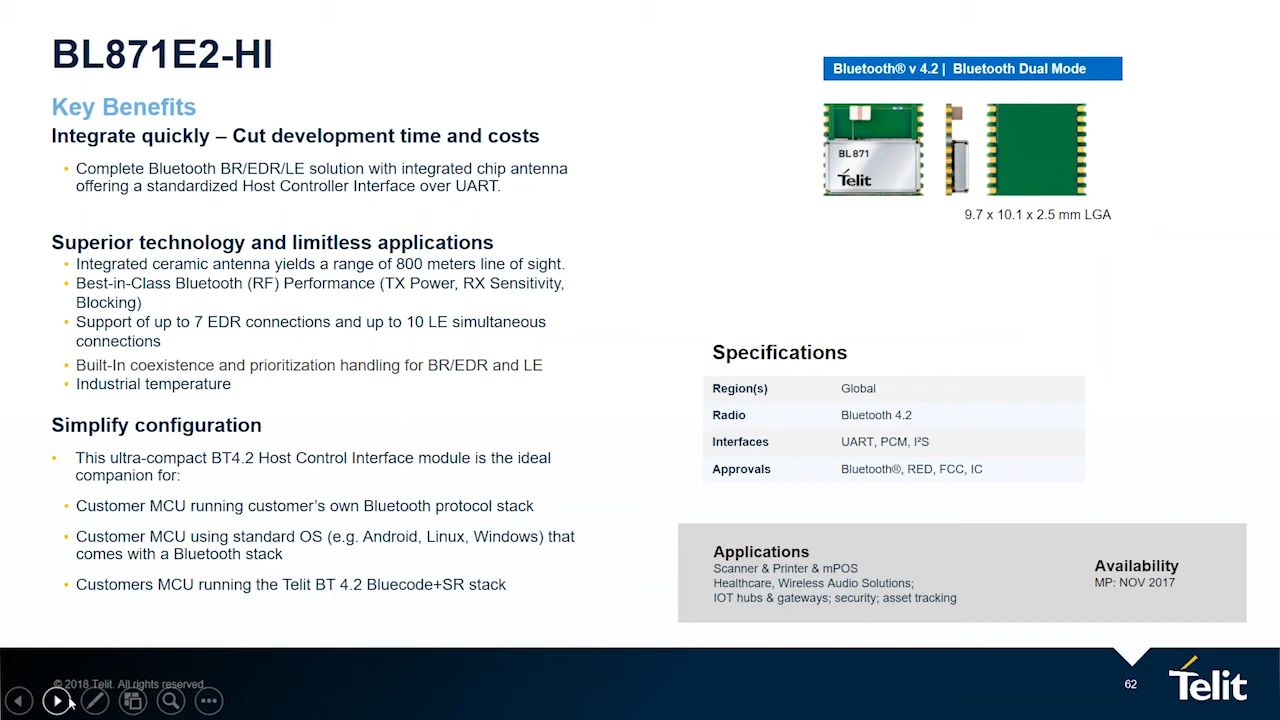 BL871E2-HI
Key Benefits
Integrate quickly – Cut development time and costs
• Complete Bluetooth BR/EDR/LE solution with integrated chip antenna
offering a standardized Host Controller Interface over UART.
Superior technology and limitless applications
• Integrated ceramic antenna yields a range of 800 meters line of sight.
• Best-in-Class Bluetooth (RF) Performance (TX Power, RX Sensitivity,
Blocking)
• Support of up to 7 EDR connections and up to 10 LE simultaneous
connections
• Built-In coexistence and prioritization handling for BR/EDR and LE
• Industrial temperature
Simplify configuration
• This ultra-compact BT4.2 Host Control Interface module is the ideal
companion for:
• Customer MCU running customer’s own Bluetooth protocol stack
• Customer MCU using standard OS (e.g. Android, Linux, Windows) that
comes with a Bluetooth stack
• Customers MCU running the Telit BT 4.2 Bluecode+SR stack
Bluetooth® v 4.2 | Bluetooth Dual Mode
BL871
Telit
9.7 x 10.1 x 2.5 mm LGA
Specifications
Region(s) Global
Radio Bluetooth 4.2
Interfaces UART, PCM, I²S
Approvals Bluetooth®, RED, FCC, IC
Applications
Scanner & Printer & mPOS
Healthcare, Wireless Audio Solutions;
IOT hubs & gateways; security; asset tracking
Availability
MP: NOV 2017
© 2018 Telit. All rights reserved
62
Telit